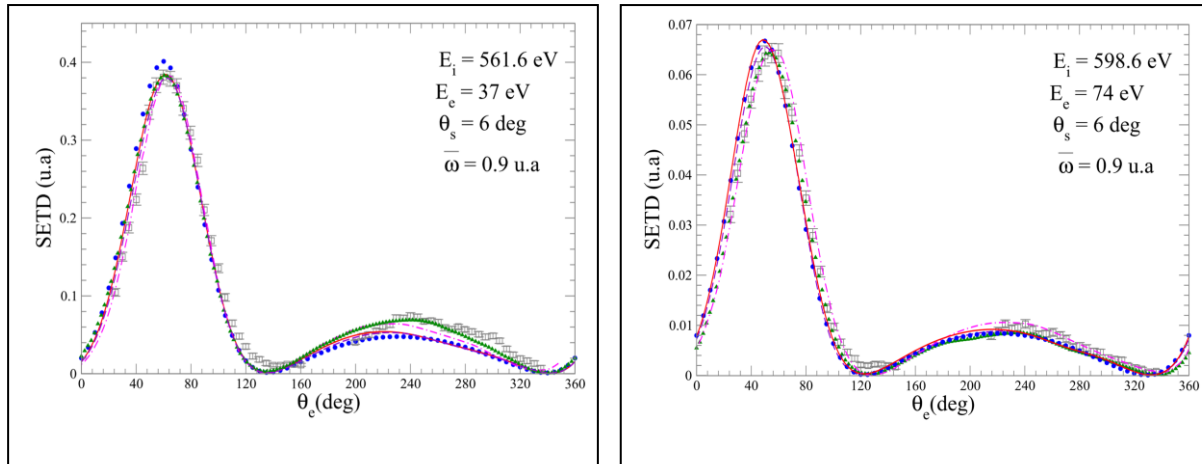 0.4
0.3
0.2
0.1
0
SETD (u.a)
E_i = 561.6 eV
E_e = 37 eV
θ_s = 6 deg
ω̅ = 0.9 u.a
0 40 80 120 160 200 240 280 320 360
θ_e(deg)
0.07
0.06
0.05
0.04
0.03
0.02
0.01
0
SETD (u.a)
E_i = 598.6 eV
E_e = 74 eV
θ_s = 6 deg
ω̅ = 0.9 u.a
0 40 80 120 160 200 240 280 320 360
θ_e(deg)